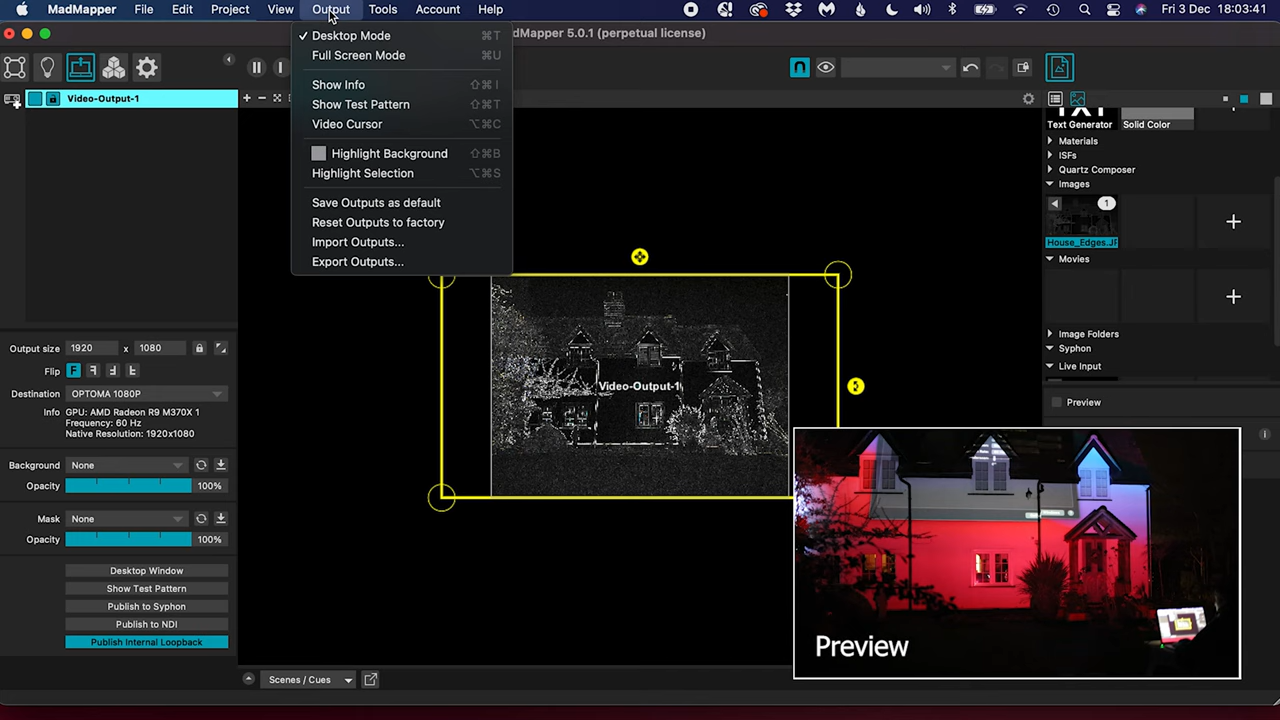 MadMapper File Edit Project View Output Tools Account Help
Fri 3 Dec 18:03:41
dMapper 5.0.1 (perpetual license)
Desktop Mode ⌘T
Full Screen Mode ⌘U
Show Info ⇧⌘I
Show Test Pattern ⇧⌘T
Video Cursor ⌥⌘C
Highlight Background ⇧⌘B
Highlight Selection ⌥⌘S
Save Outputs as default
Reset Outputs to factory
Import Outputs...
Export Outputs...
Video-Output-1
Output size 1920 x 1080
Flip
Destination OPTOMA 1080P
Info GPU: AMD Radeon R9 M370X 1
Frequency: 60 Hz
Native Resolution: 1920x1080
Background None
Opacity 100%
Mask None
Opacity 100%
Desktop Window
Show Test Pattern
Publish to Syphon
Publish to NDI
Publish Internal Loopback
Video-Output-1
Scenes / Cues
Text Generator Solid Color
Materials
ISFs
Quartz Composer
Images
1
House_Edges.JP
Movies
Image Folders
Syphon
Live Input
Preview
Preview